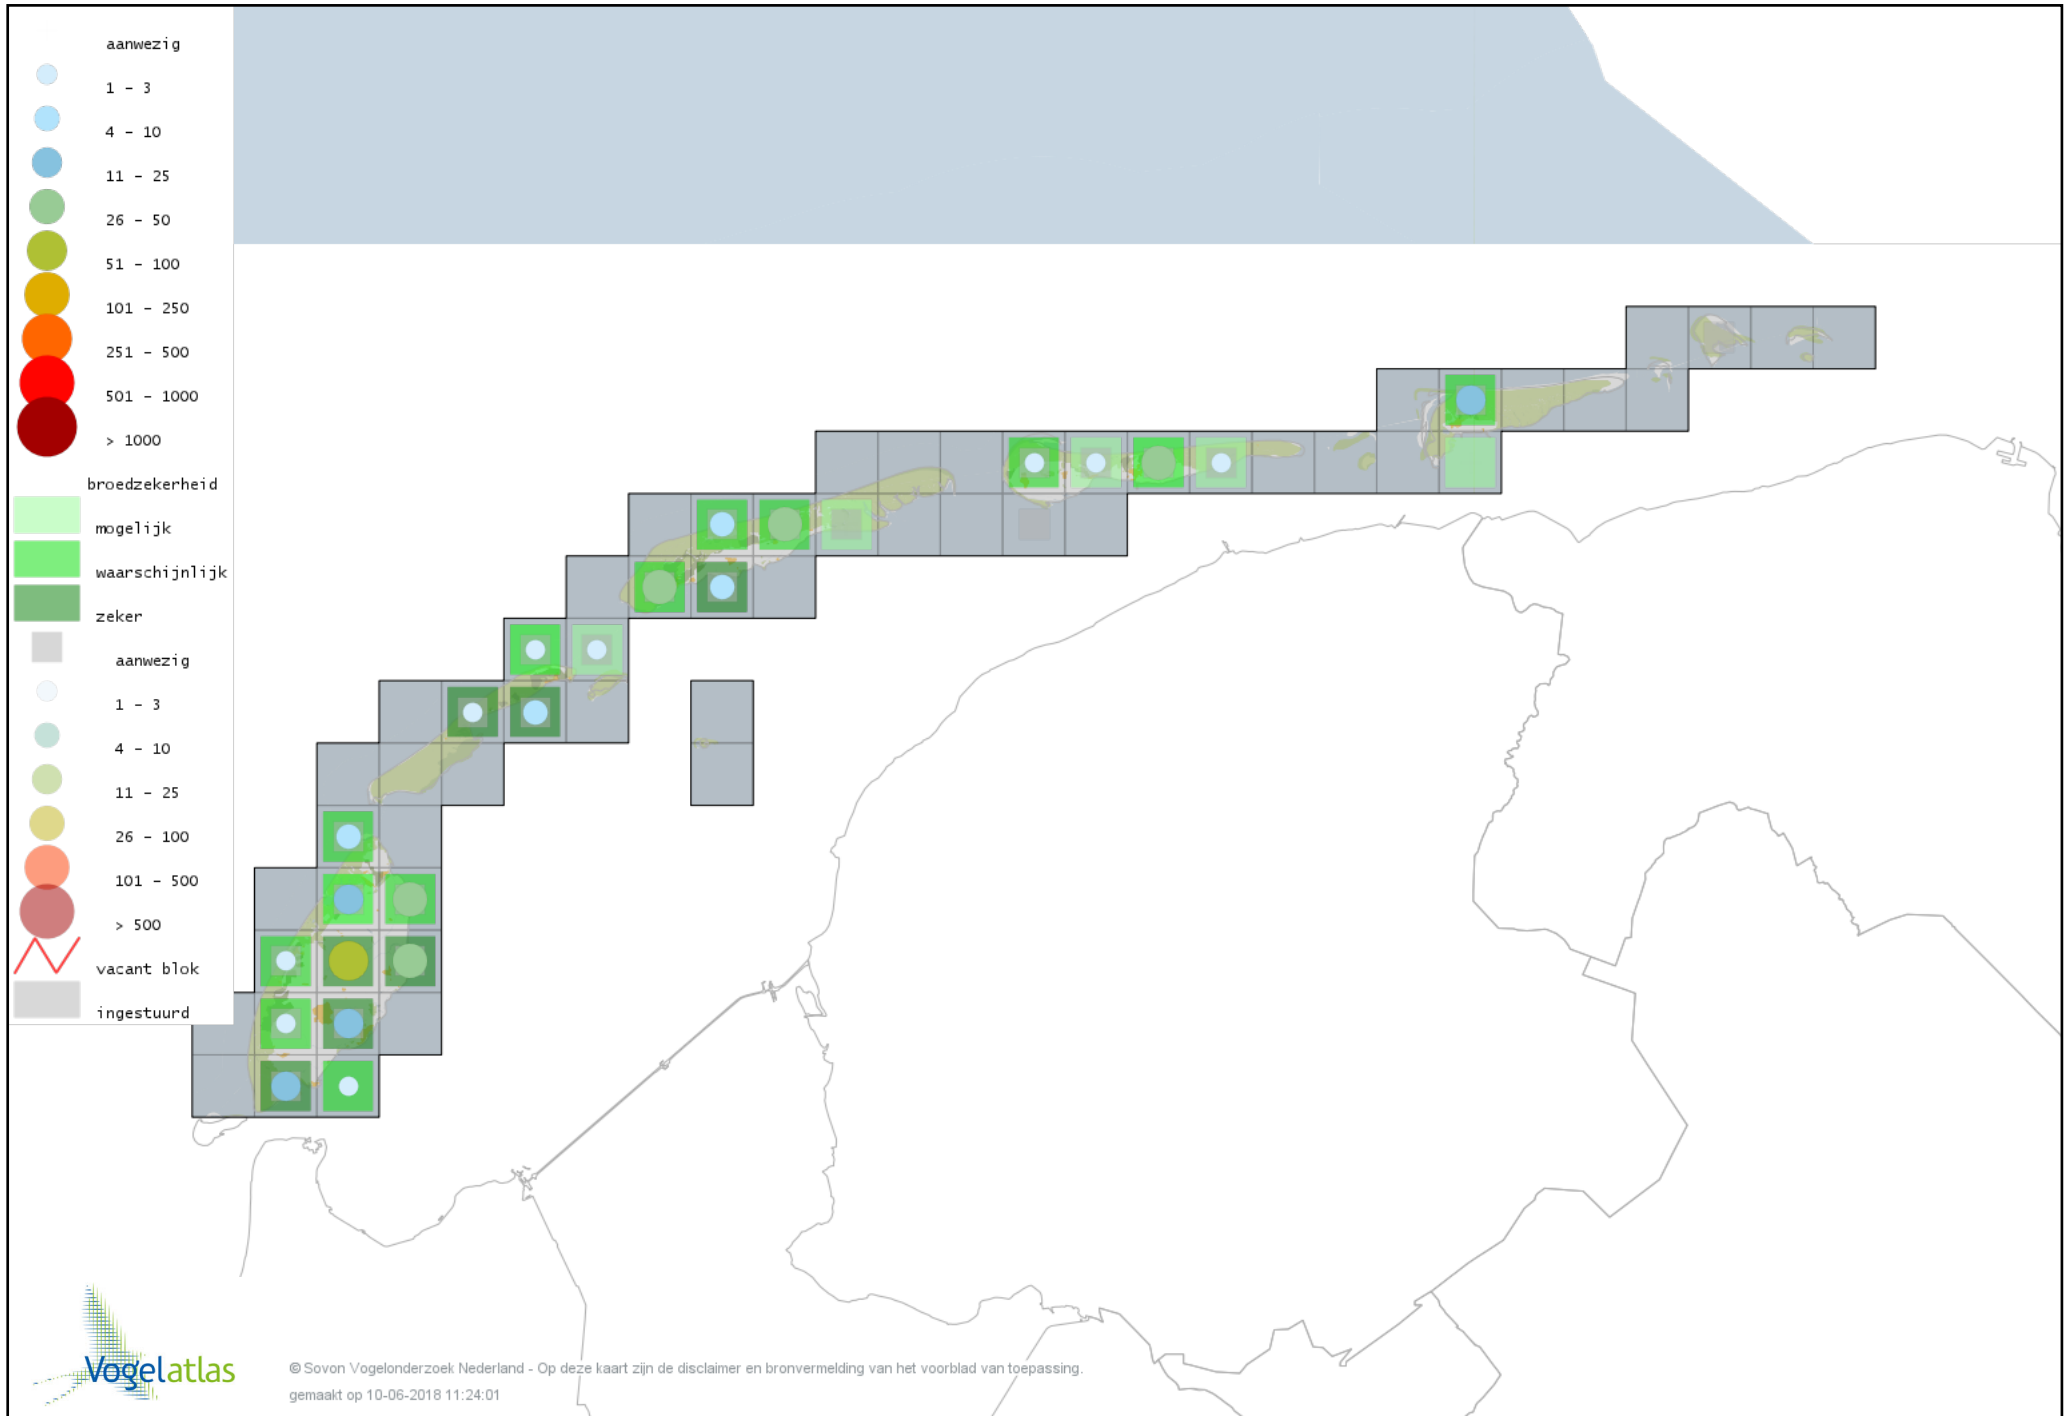 aanwezig
1 - 3
4 - 10
11 - 25
26 - 50
51 - 100
101 - 250
251 - 500
501 - 1000
> 1000
broedzekerheid
mogelijk
waarschijnlijk
zeker
aanwezig
1 - 3
4 - 10
11 - 25
26 - 100
101 - 500
> 500
vacant blok
ingestuurd
Vogelatlas
© Sovon Vogelonderzoek Nederland - Op deze kaart zijn de disclaimer en bronvermelding van het voorblad van toepassing.
gemaakt op 10-06-2018 11:24:01